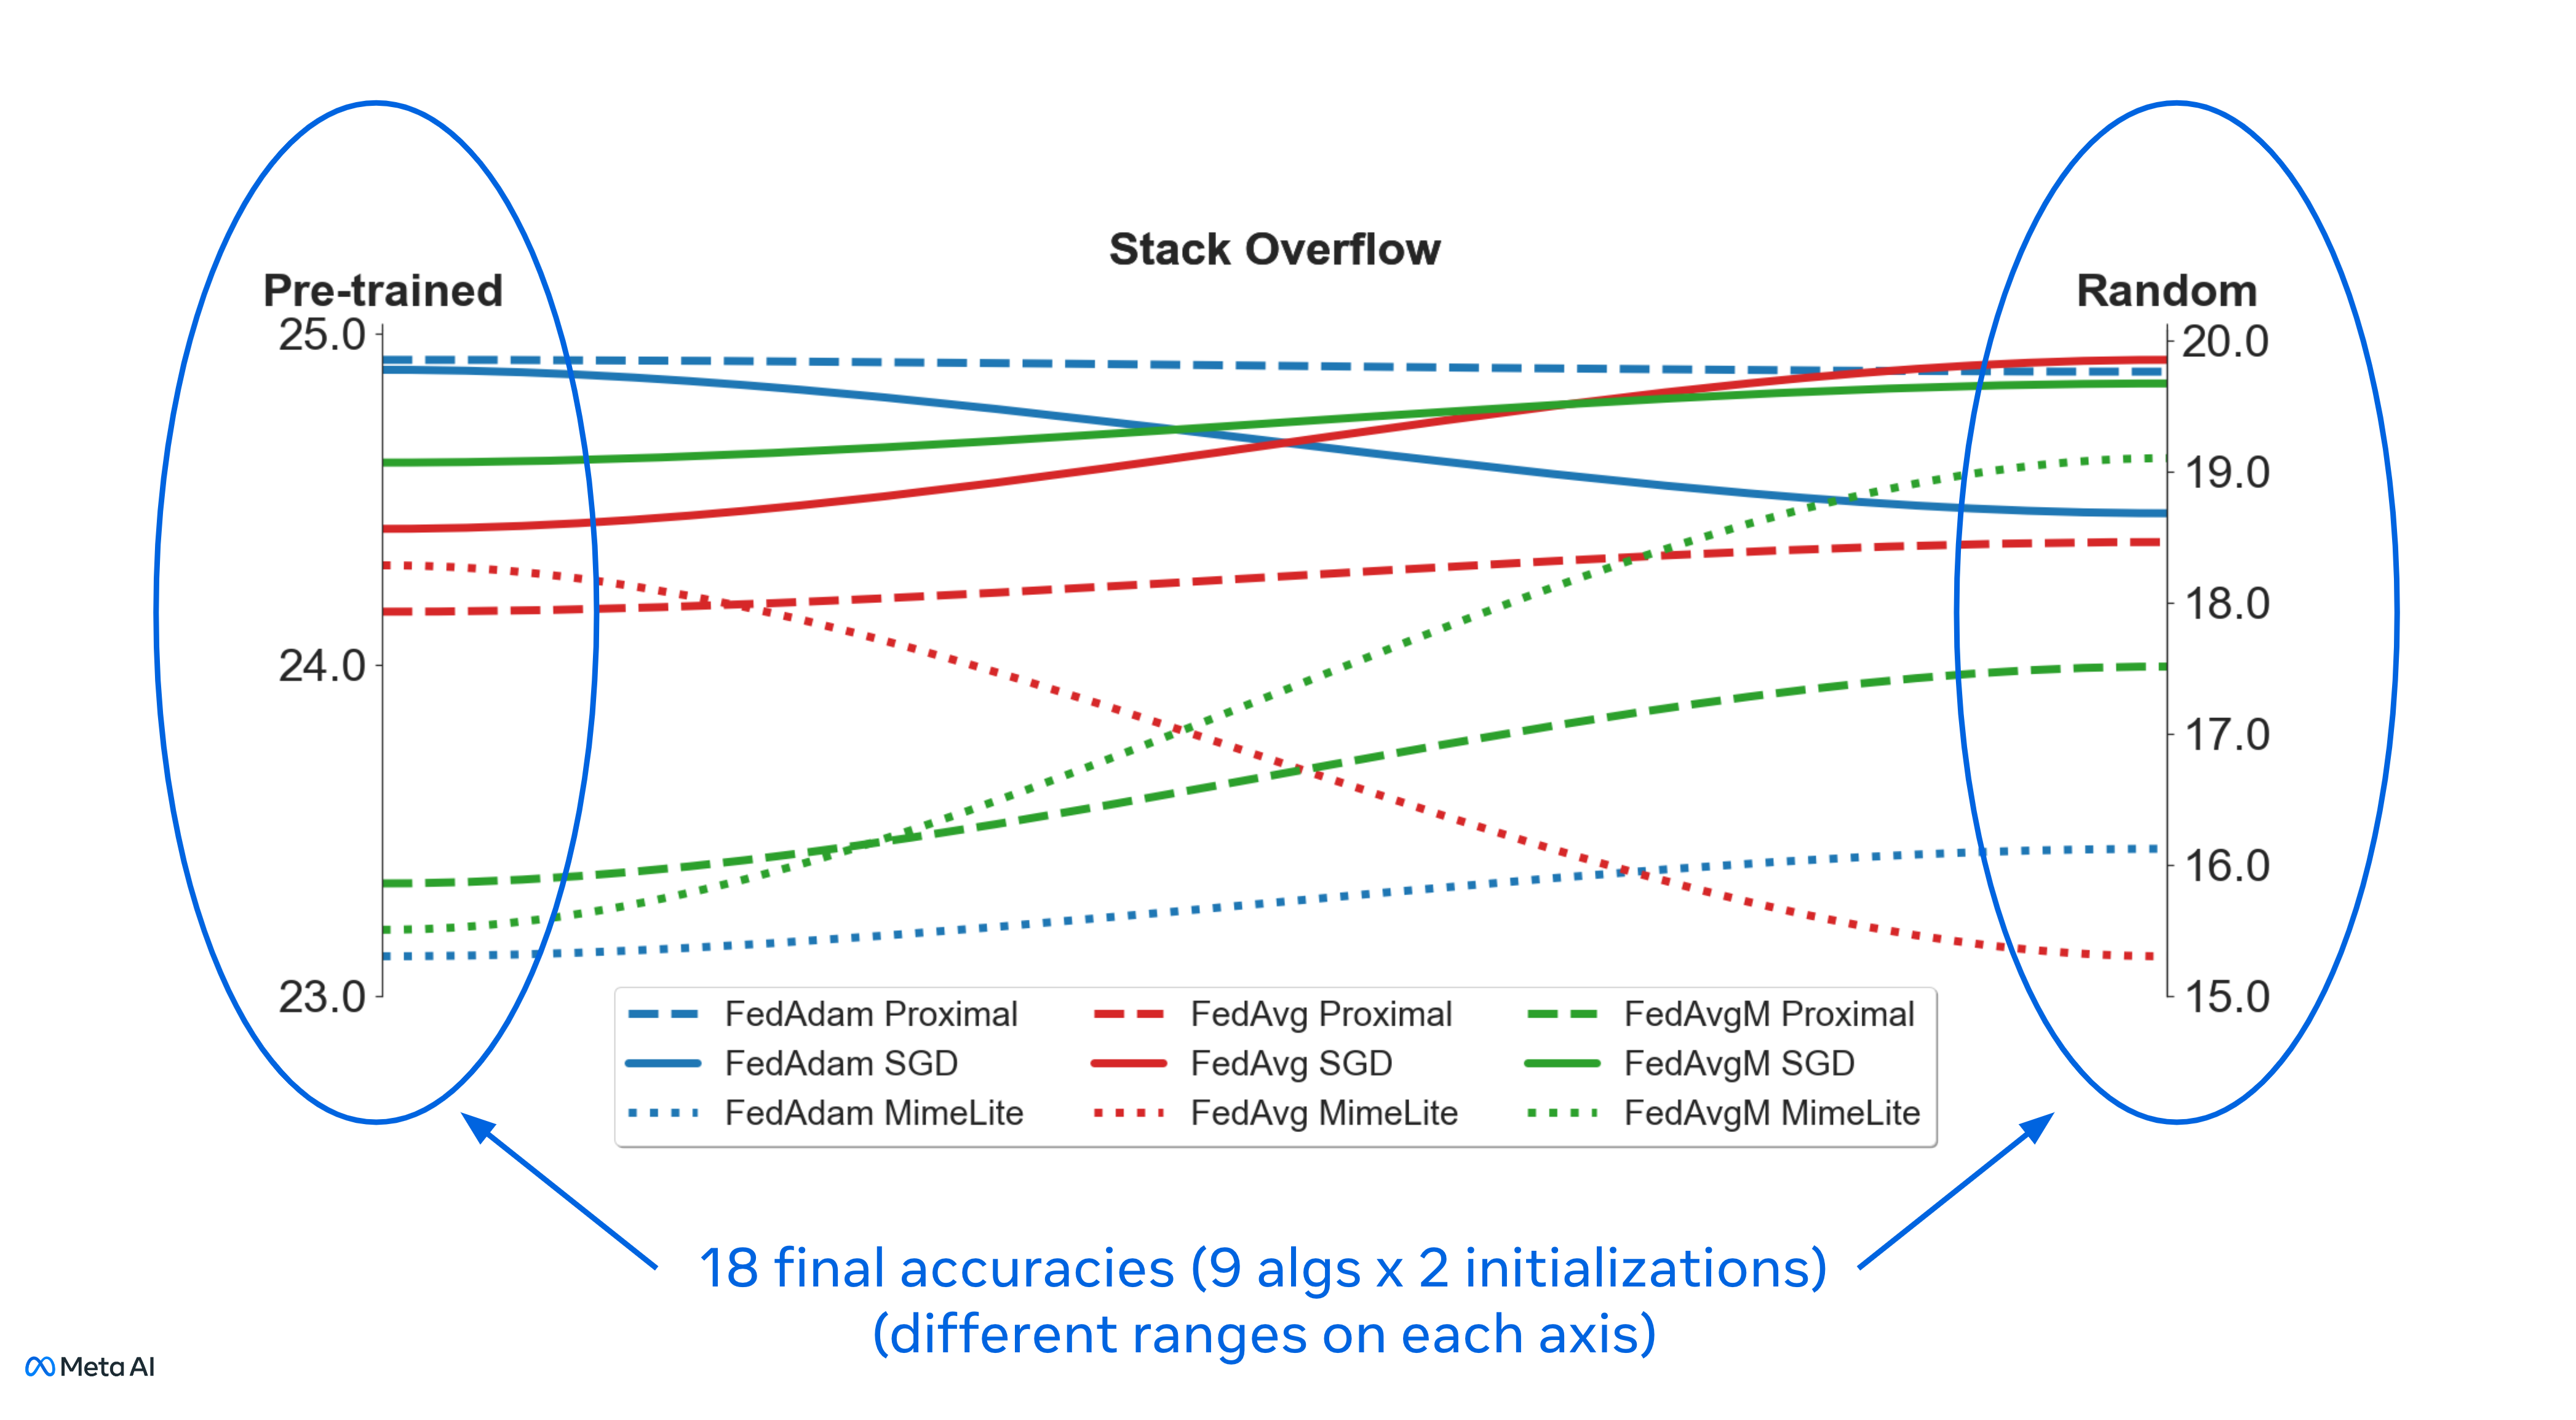 Stack Overflow
Pre-trained
Random
25.0
24.0
23.0
20.0
19.0
18.0
17.0
16.0
15.0
FedAdam Proximal
FedAdam SGD
FedAdam MimeLite
FedAvg Proximal
FedAvg SGD
FedAvg MimeLite
FedAvgM Proximal
FedAvgM SGD
FedAvgM MimeLite
18 final accuracies (9 algs x 2 initializations)
(different ranges on each axis)
Meta AI